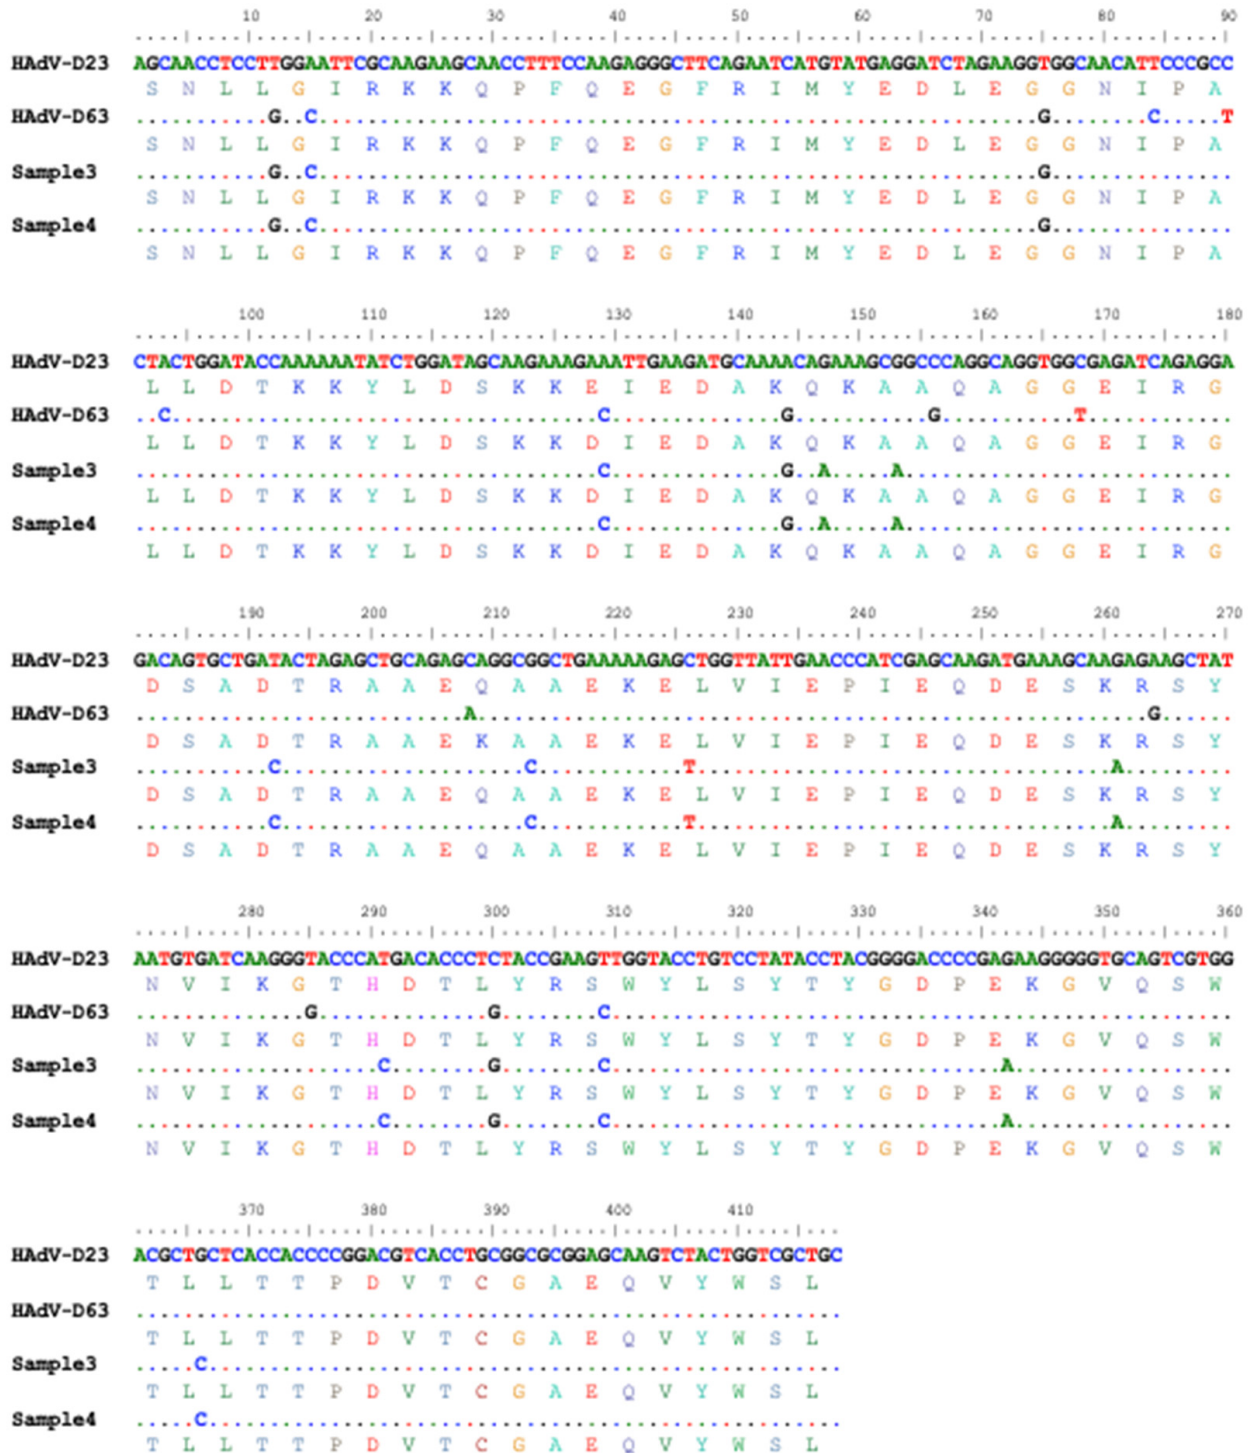 10 20 30 40 50 60 70 80 90
HAdV-D23 AGCAACCTCCTTGGAATTCGCAAGAAGCAACCTTTCCAAGAGGGCTTCAGAATCATGTATGAGGATCTAGAAGGTGGCAACATTCCCGCC
S N L L G I R K K Q P F Q E G F R I M Y E D L E G G N I P A
HAdV-D63 ...........G..C...........................................................G........C.....T
S N L L G I R K K Q P F Q E G F R I M Y E D L E G G N I P A
Sample3 ...........G..C...........................................................G...............
S N L L G I R K K Q P F Q E G F R I M Y E D L E G G N I P A
Sample4 ...........G..C...........................................................G...............
S N L L G I R K K Q P F Q E G F R I M Y E D L E G G N I P A
100 110 120 130 140 150 160 170 180
HAdV-D23 CTACTGGATACCAAAAAATATCTGGATAGCAAGAAAGAAATTGAAGATGCAAAACAGAAAGCGGCCCAGGCAGGTGGCGAGATCAGAGGA
L L D T K K Y L D S K K E I E D A K Q K A A Q A G G E I R G
HAdV-D63 ..C...................................C..............G...........G...........T............
L L D T K K Y L D S K K D I E D A K Q K A A Q A G G E I R G
Sample3 ......................................C..............G..A.....A...........................
L L D T K K Y L D S K K D I E D A K Q K A A Q A G G E I R G
Sample4 ......................................C..............G..A.....A...........................
L L D T K K Y L D S K K D I E D A K Q K A A Q A G G E I R G
190 200 210 220 230 240 250 260 270
HAdV-D23 GACAGTGCTGATACTAGAGCTGCAGAGCAGGCGGCTGAAAAAGAGCTGGTTATTGAACCCATCGAGCAAGATGAAAGCAAGAGAAGCTAT
D S A D T R A A E Q A A E K E L V I E P I E Q D E S K R S Y
HAdV-D63 ...........................A.......................................................G......
D S A D T R A A E K A A E K E L V I E P I E Q D E S K R S Y
Sample3 ...........C....................C............T..................................A.........
D S A D T R A A E Q A A E K E L V I E P I E Q D E S K R S Y
Sample4 ...........C....................C............T..................................A.........
D S A D T R A A E Q A A E K E L V I E P I E Q D E S K R S Y
280 290 300 310 320 330 340 350 360
HAdV-D23 AATGTGATCAAGGGTACCCATGACACCCTCTACCGAAGTTGGTACCTGTCCTATACCTACGGGGACCCCGAGAAGGGGGTGCAGTCGTGG
N V I K G T H D T L Y R S W Y L S Y T Y G D P E K G V Q S W
HAdV-D63 ..............G..............G........C...................................................
N V I K G T H D T L Y R S W Y L S Y T Y G D P E K G V Q S W
Sample3 ....................C........G........C................................A..................
N V I K G T H D T L Y R S W Y L S Y T Y G D P E K G V Q S W
Sample4 ....................C........G........C................................A..................
N V I K G T H D T L Y R S W Y L S Y T Y G D P E K G V Q S W
370 380 390 400 410
HAdV-D23 ACGCTGCTCACCACCCCGGACGTCACCTGCGGCGCGGAGCAAGTCTACTGGTCGCTGC
T L L T T P D V T C G A E Q V Y W S L
HAdV-D63 ..........................................................
T L L T T P D V T C G A E Q V Y W S L
Sample3 .....C....................................................
T L L T T P D V T C G A E Q V Y W S L
Sample4 .....C....................................................
T L L T T P D V T C G A E Q V Y W S L